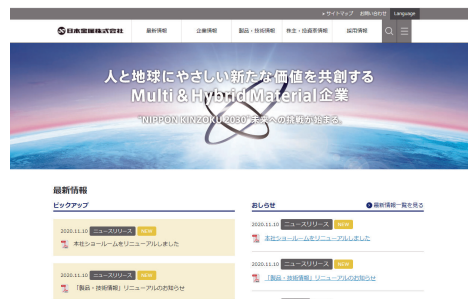 サイトマップ お問い合わせ Language
日本金属株式会社 最新情報 企業情報 製品・技術情報 株主・投資家情報 採用情報
人と地球にやさしい新たな価値を共創する
Multi & Hybrid Material 企業
"NIPPON KINZOKU 2030"未来への挑戦が始まる。
最新情報
ピックアップ
2020.11.10 ニュースリリース NEW
本社ショールームをリニューアルしました
2020.11.10 ニュースリリース NEW
「製品・技術情報」リニューアルのお知らせ
おしらせ 最新情報一覧を見る
2020.11.10 ニュースリリース NEW
本社ショールームをリニューアルしました
2020.11.10 ニュースリリース NEW
「製品・技術情報」リニューアルのお知らせ